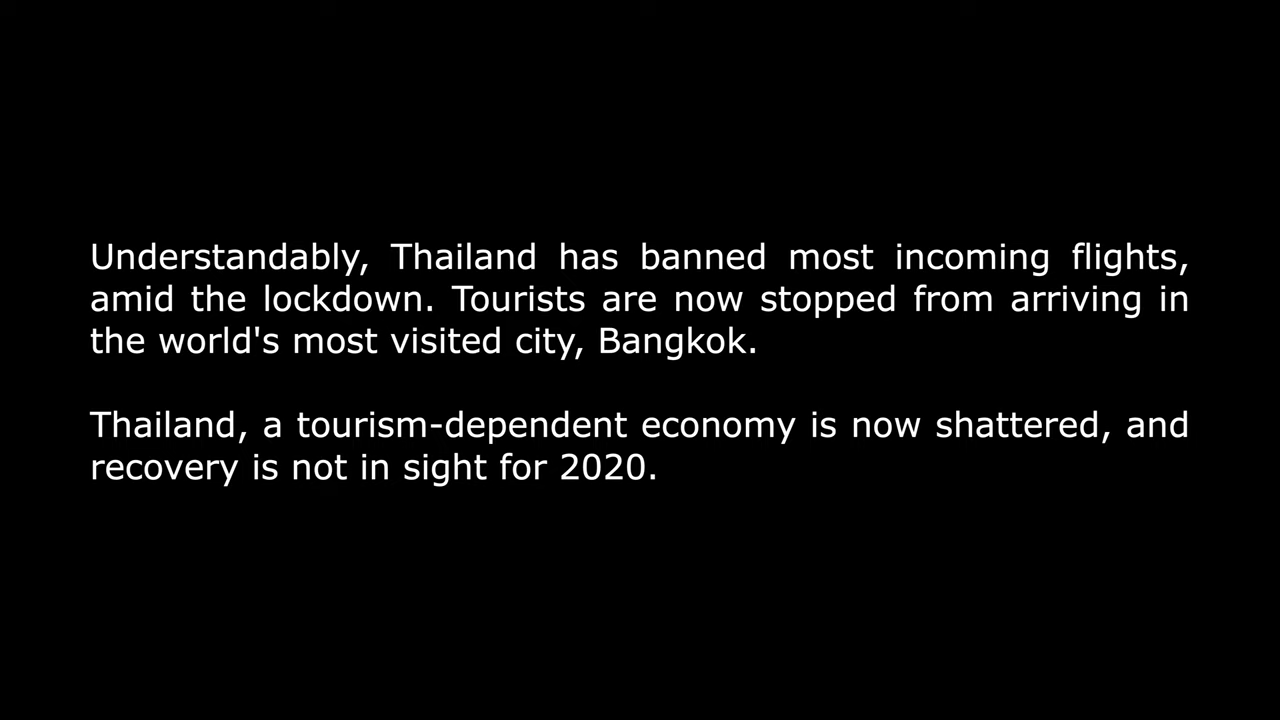 Understandably, Thailand has banned most incoming flights,
amid the lockdown. Tourists are now stopped from arriving in
the world's most visited city, Bangkok.
Thailand, a tourism-dependent economy is now shattered, and
recovery is not in sight for 2020.